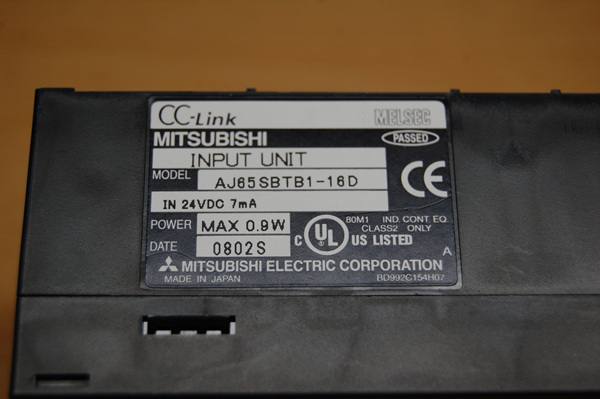 CC-Link MELSEC
MITSUBISHI PASSED
INPUT UNIT
MODEL AJ65SBTB1-16D
IN 24VDC 7mA
POWER MAX 0.9W
DATE 0802S
CE
C UL US LISTED
80M1 IND. CONT. EQ.
CLASS2 ONLY
A
MITSUBISHI ELECTRIC CORPORATION
MADE IN JAPAN BD992C154H07